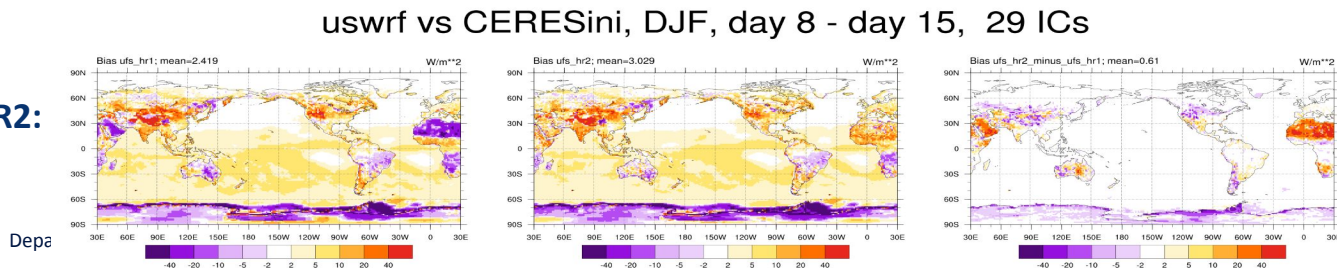 uswrf vs CERESini, DJF, day 8 - day 15, 29 ICs
R2:
Depa
Bias ufs_hr1; mean=2.419 W/m**2
90N
60N
30N
0
30S
60S
90S
30E 60E 90E 120E 150E 180 150W 120W 90W 60W 30W 0 30E
-40 -20 -10 -5 -2 2 5 10 20 40
Bias ufs_hr2; mean=3.029 W/m**2
90N
60N
30N
0
30S
60S
90S
30E 60E 90E 120E 150E 180 150W 120W 90W 60W 30W 0 30E
-40 -20 -10 -5 -2 2 5 10 20 40
Bias ufs_hr2_minus_ufs_hr1; mean=0.61 W/m**2
90N
60N
30N
0
30S
60S
90S
30E 60E 90E 120E 150E 180 150W 120W 90W 60W 30W 0 30E
-40 -20 -10 -5 -2 2 5 10 20 40